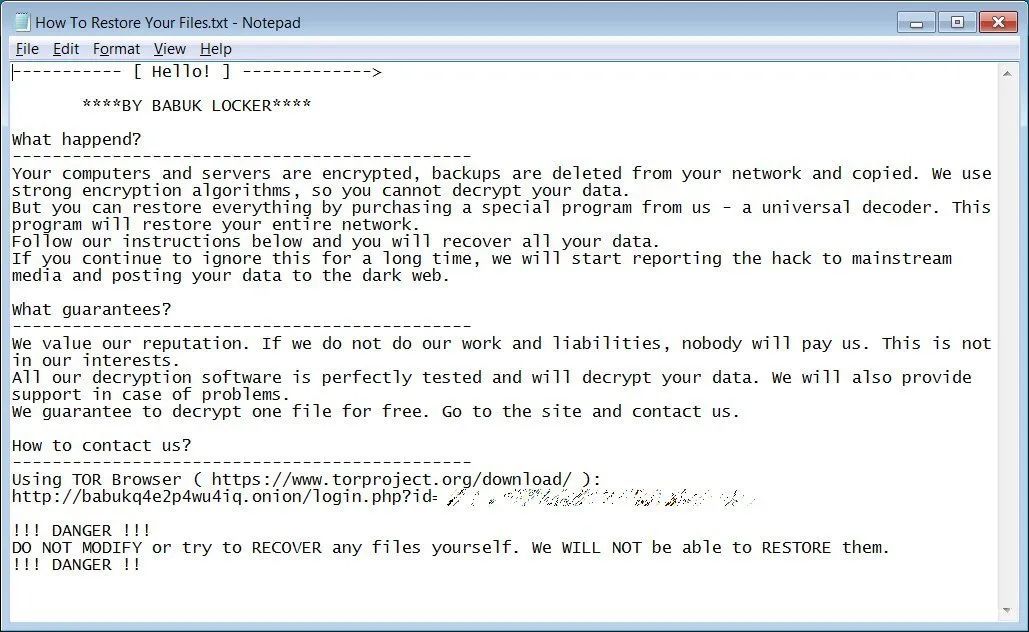 How To Restore Your Files.txt - Notepad
File Edit Format View Help
----------- [ Hello! ] ------------->
****BY BABUK LOCKER****
What happend?
----------------------------------------------
Your computers and servers are encrypted, backups are deleted from your network and copied. We use
strong encryption algorithms, so you cannot decrypt your data.
But you can restore everything by purchasing a special program from us - a universal decoder. This
program will restore your entire network.
Follow our instructions below and you will recover all your data.
If you continue to ignore this for a long time, we will start reporting the hack to mainstream
media and posting your data to the dark web.
What guarantees?
----------------------------------------------
We value our reputation. If we do not do our work and liabilities, nobody will pay us. This is not
in our interests.
All our decryption software is perfectly tested and will decrypt your data. We will also provide
support in case of problems.
We guarantee to decrypt one file for free. Go to the site and contact us.
How to contact us?
----------------------------------------------
Using TOR Browser ( https://www.torproject.org/download/ ):
http://babukq4e2p4wu4iq.onion/login.php?id=
!!! DANGER !!!
DO NOT MODIFY or try to RECOVER any files yourself. We WILL NOT be able to RESTORE them.
!!! DANGER !!